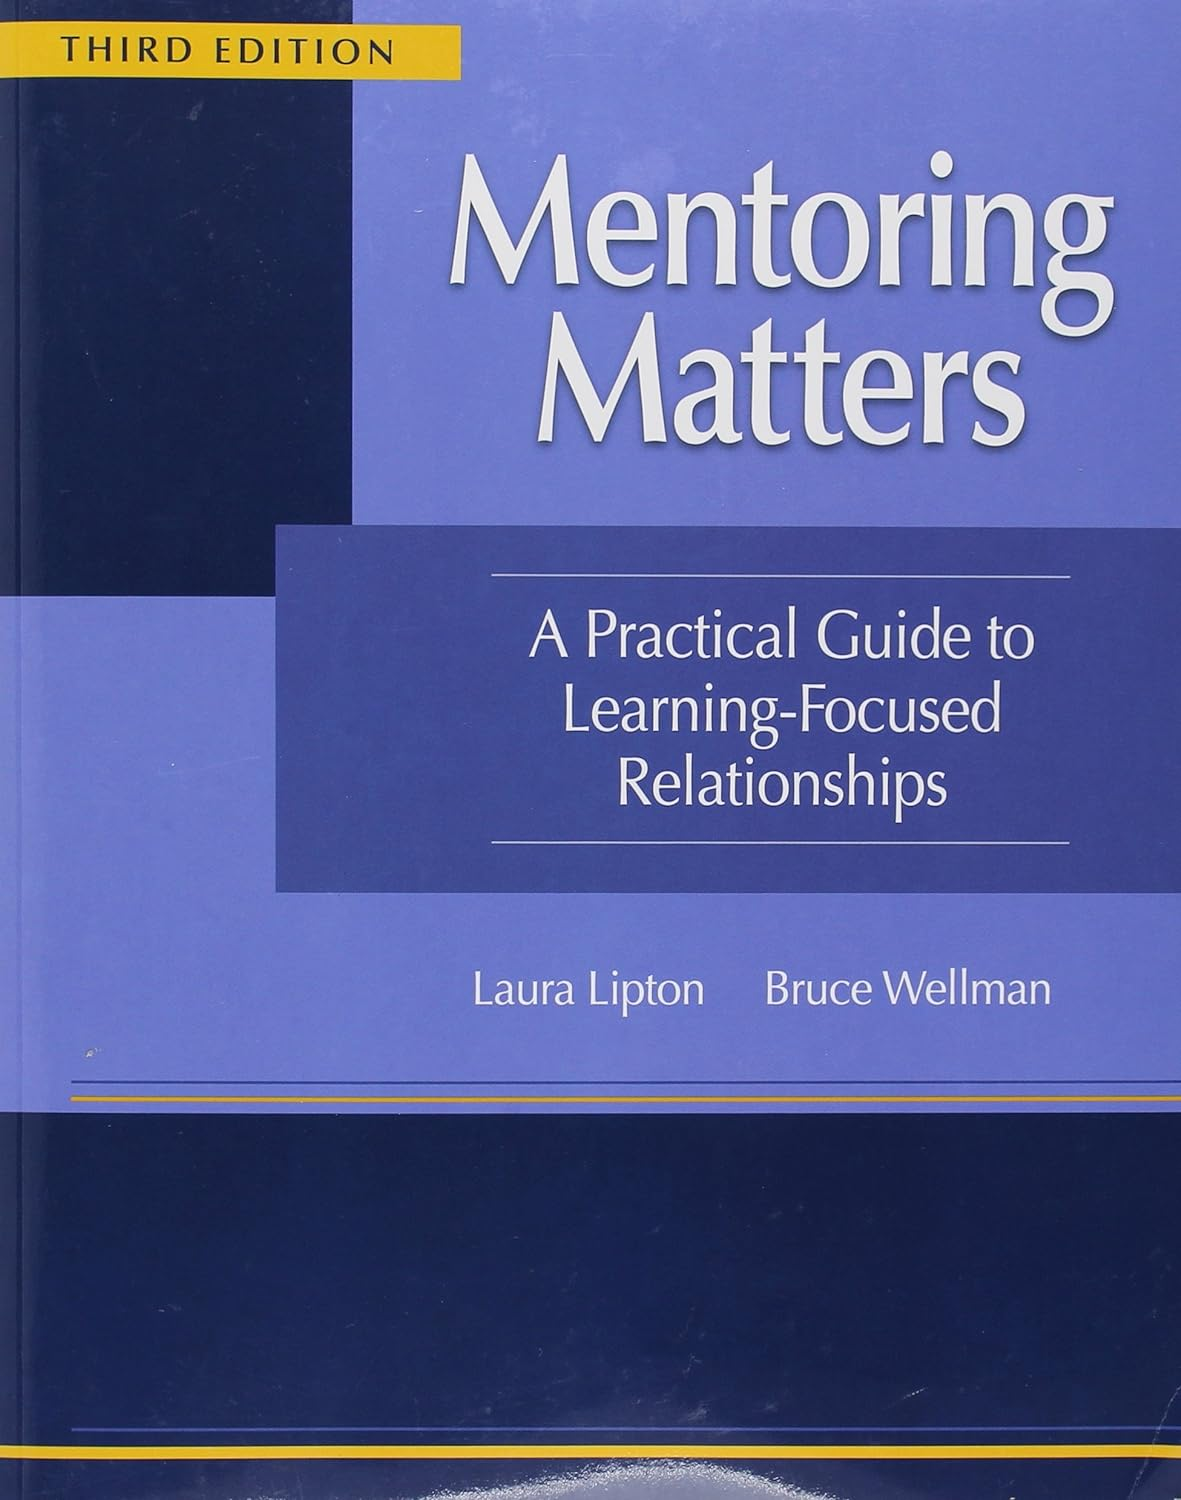 THIRD EDITION
Mentoring
Matters
A Practical Guide to
Learning-Focused
Relationships
Laura Lipton Bruce Wellman